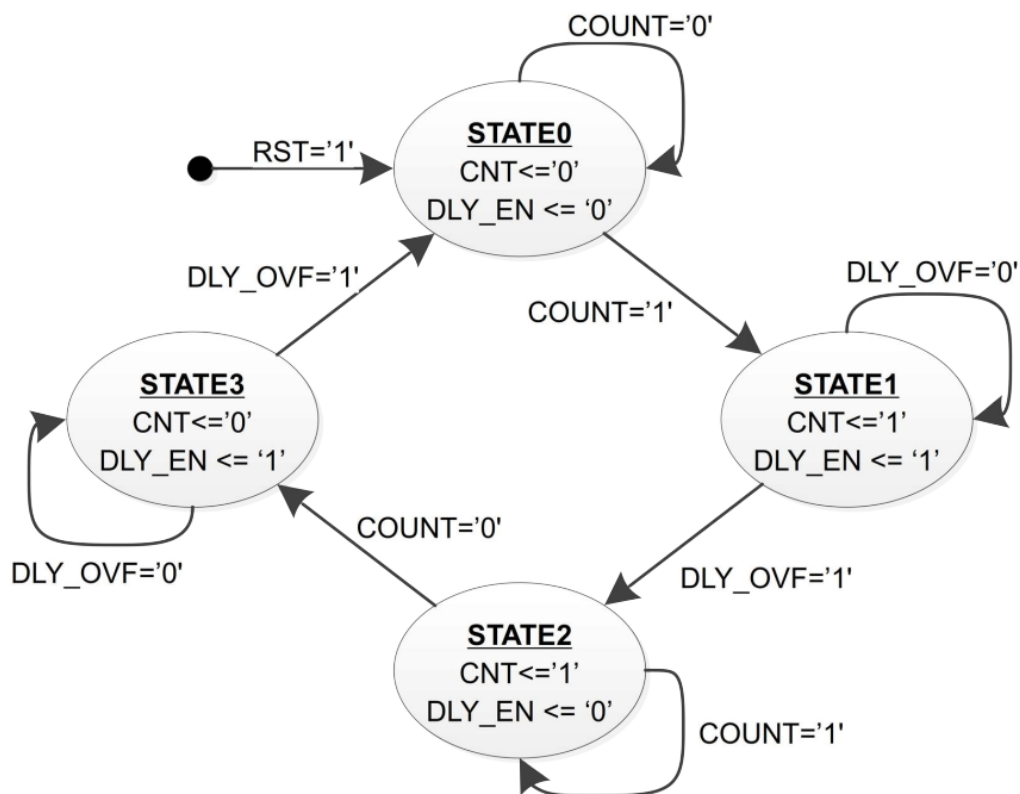 COUNT='0'
STATE0
CNT<='0'
DLY_EN <= ‘0’
RST='1'
DLY_OVF='1'
COUNT='1'
DLY_OVF='0'
STATE3
CNT<='0'
DLY_EN <= ‘1’
STATE1
CNT<='1'
DLY_EN <= ‘1’
COUNT='0'
DLY_OVF='0'
DLY_OVF='1'
STATE2
CNT<='1'
DLY_EN <= ‘0’
COUNT='1'